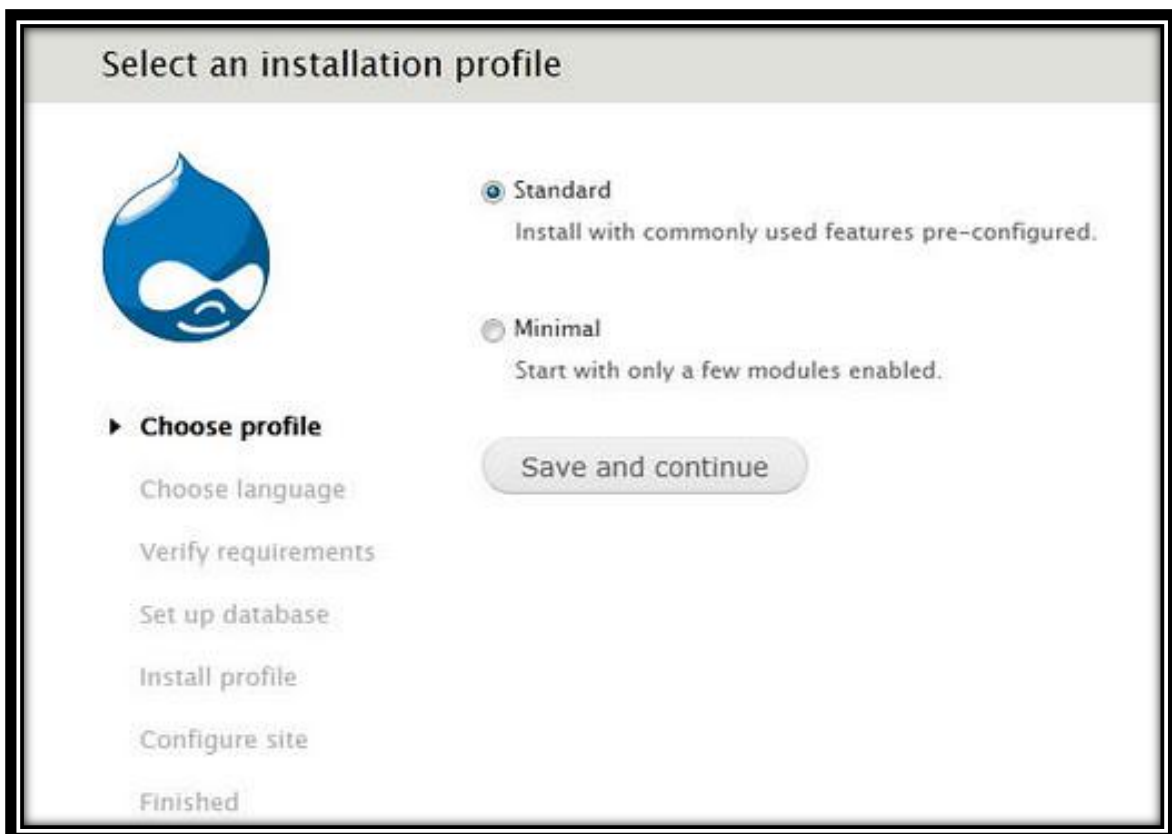 Select an installation profile
Standard
Install with commonly used features pre-configured.
Minimal
Start with only a few modules enabled.
Save and continue
Choose profile
Choose language
Verify requirements
Set up database
Install profile
Configure site
Finished